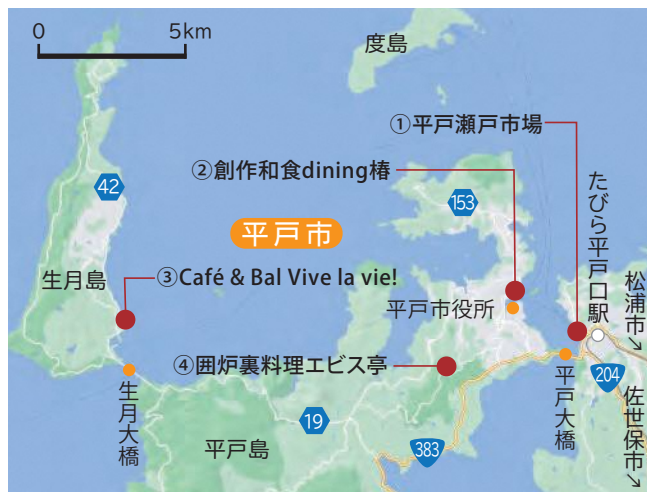 0 5km
度島
①平戸瀬戸市場
②創作和食dining椿
42
153
平戸市
たびら平戸口駅
松浦市↘
生月島
③Café & Bal Vive la vie!
平戸市役所
④囲炉裏料理エビス亭
生月大橋
平戸大橋
204
佐世保市↘
19
平戸島
383